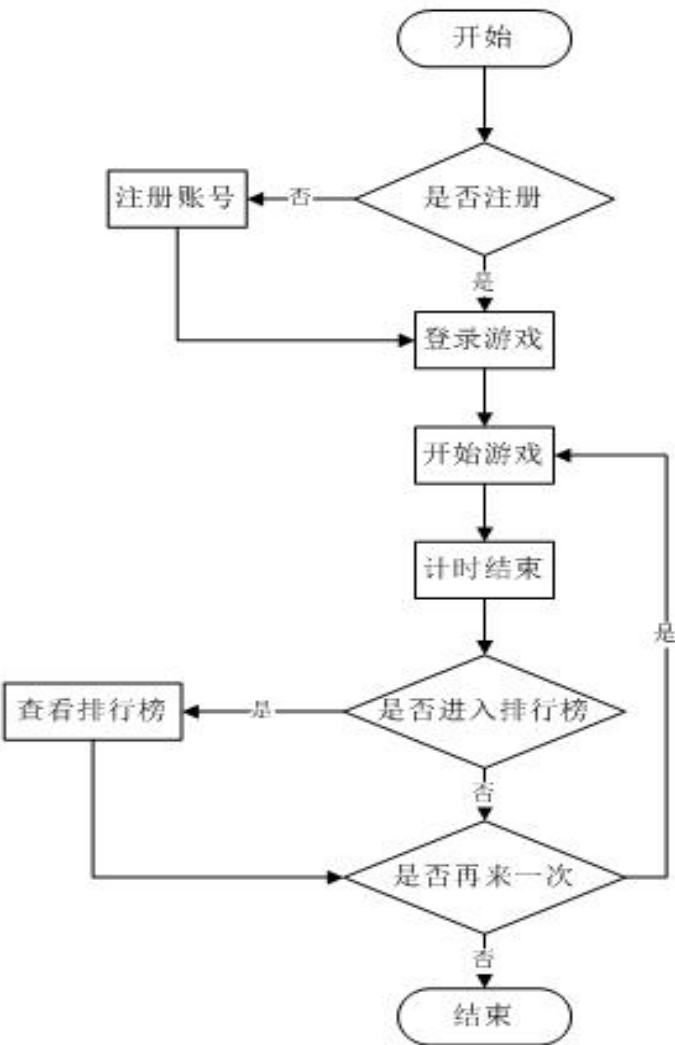 开始
是否注册
否
注册账号
是
登录游戏
开始游戏
计时结束
是
是否进入排行榜
是
查看排行榜
否
是否再来一次
否
结束